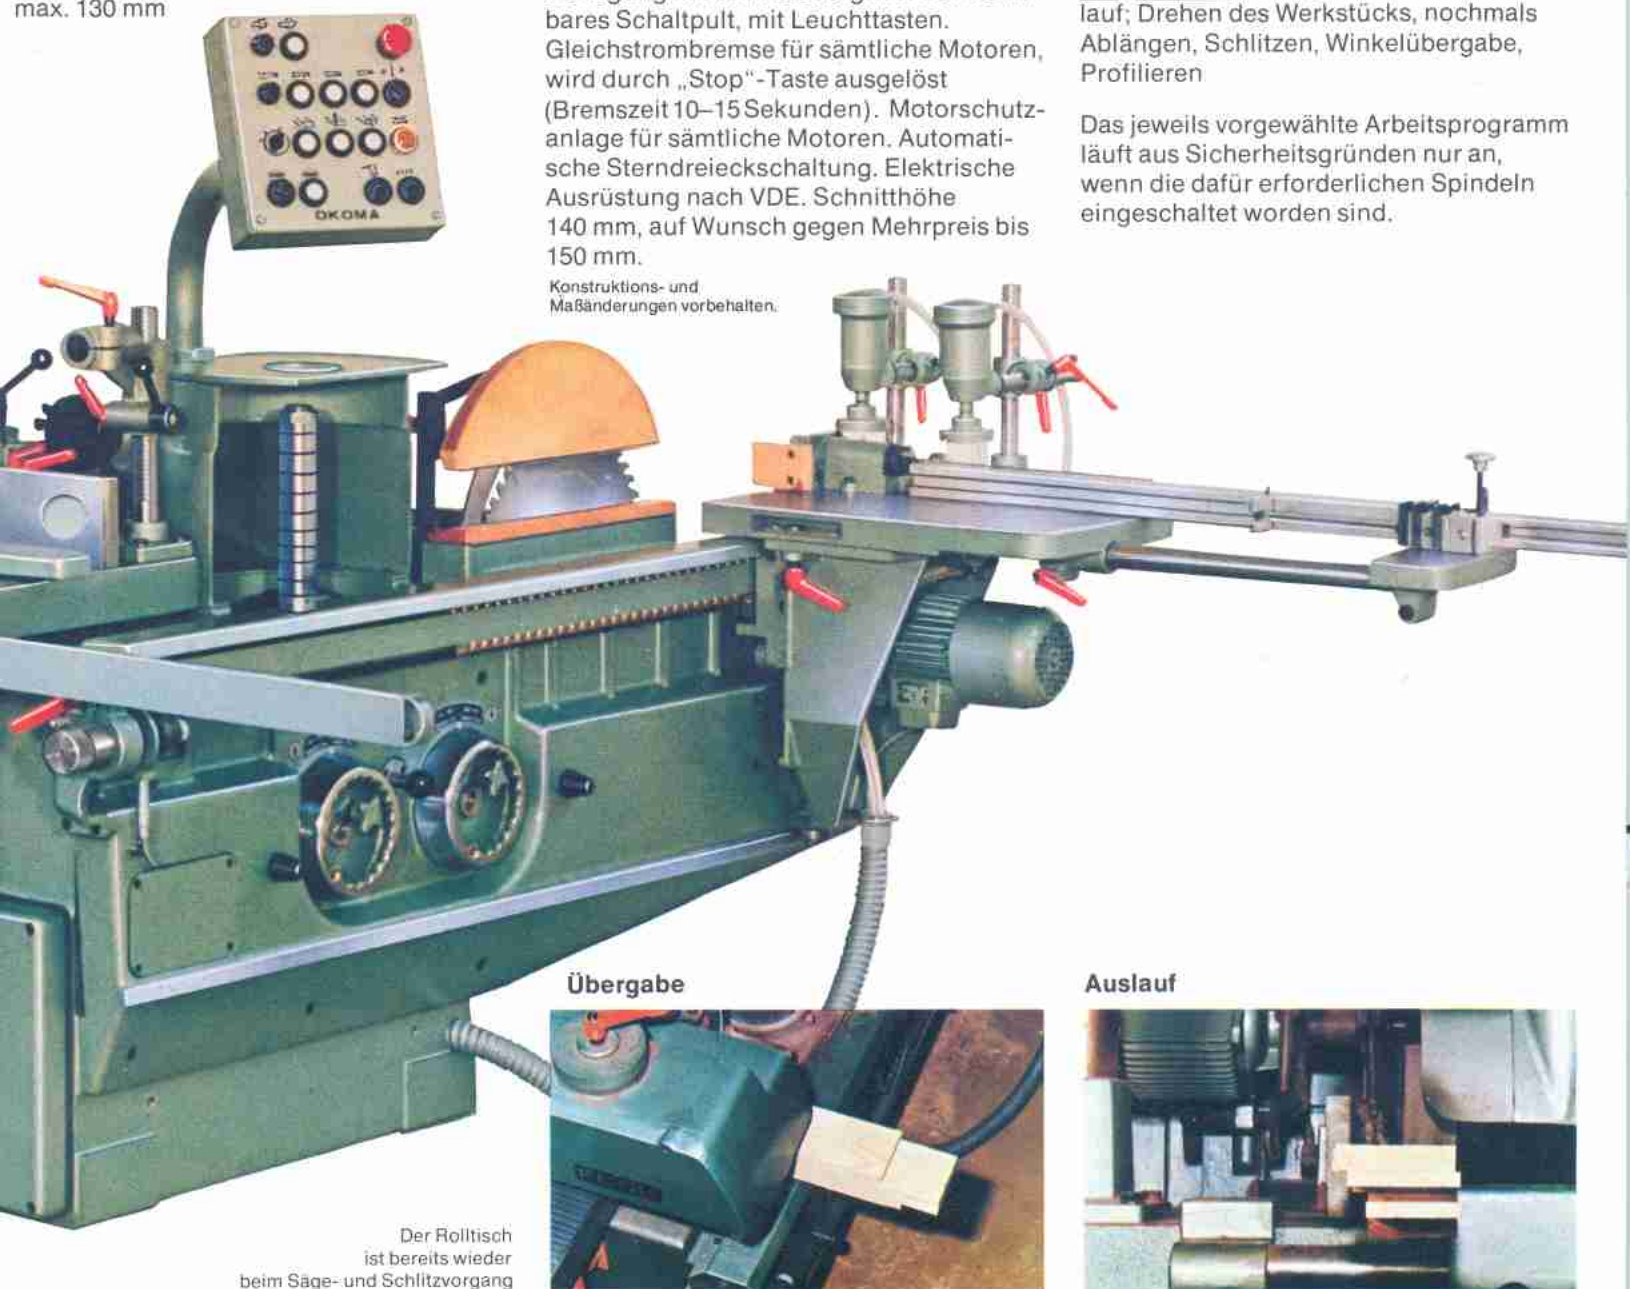 max. 130 mm
bares Schaltpult, mit Leuchttasten.
Gleichstrombremse für sämtliche Motoren,
wird durch „Stop“-Taste ausgelöst
(Bremszeit 10–15 Sekunden). Motorschutz-
anlage für sämtliche Motoren. Automati-
sche Sterndreieckschaltung. Elektrische
Ausrüstung nach VDE. Schnitthöhe
140 mm, auf Wunsch gegen Mehrpreis bis
150 mm.
Konstruktions- und
Maßänderungen vorbehalten.
lauf; Drehen des Werkstücks, nochmals
Ablängen, Schlitzen, Winkelübergabe,
Profilieren
Das jeweils vorgewählte Arbeitsprogramm
läuft aus Sicherheitsgründen nur an,
wenn die dafür erforderlichen Spindeln
eingeschaltet worden sind.
OKOMA
Übergabe
Auslauf
Der Rolltisch
ist bereits wieder
beim Säge- und Schlitzvorgang